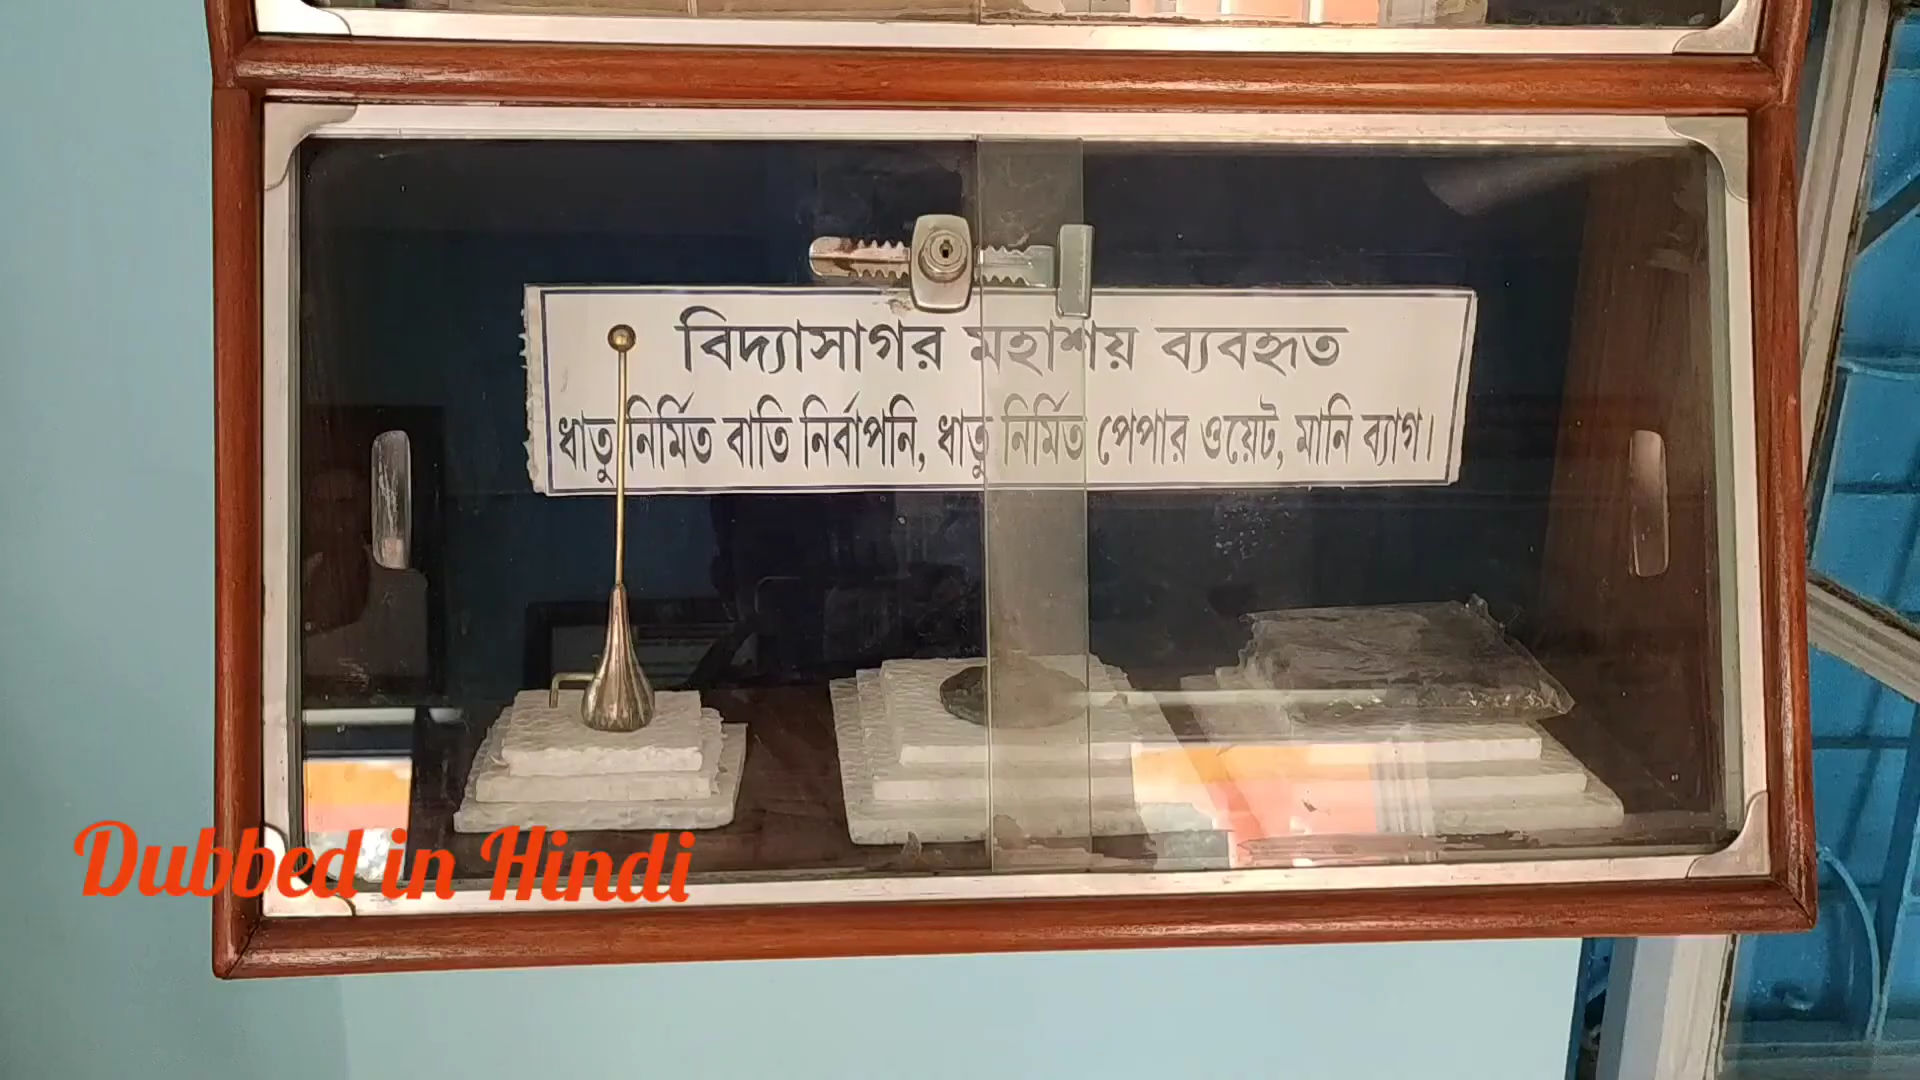 বিদ্যাসাগর মহাশয় ব্যবহৃত
ধাতু নির্মিত বাতি নির্বাপনি, ধাতু নির্মিত পেপার ওয়েট, মানি ব্যাগ।
Dubbed in Hindi